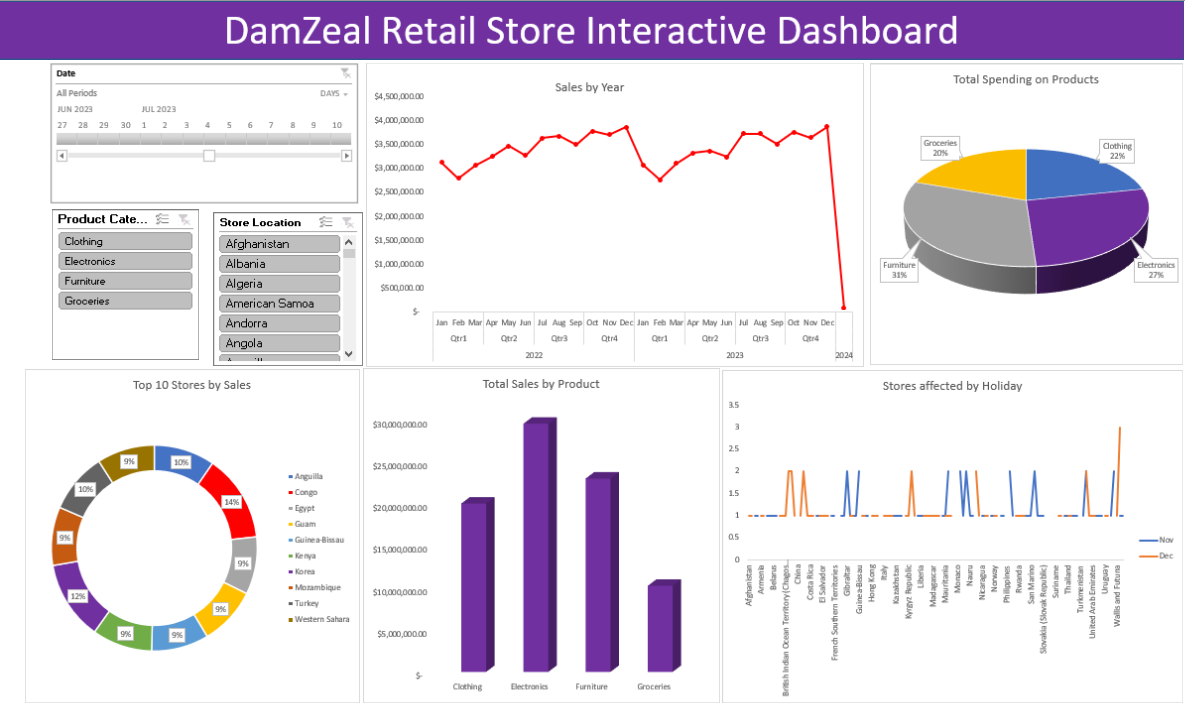 DamZeal Retail Store Interactive Dashboard
Date
All Periods
DAYS
JUN 2023 JUL 2023
27 28 29 30 1 2 3 4 5 6 7 8 9 10
Product Cate...
Clothing
Electronics
Furniture
Groceries
Store Location
Afghanistan
Albania
Algeria
American Samoa
Andorra
Angola
Sales by Year
$4,500,000.00
$4,000,000.00
$3,500,000.00
$3,000,000.00
$2,500,000.00
$2,000,000.00
$1,500,000.00
$1,000,000.00
$500,000.00
$-
Jan Feb Mar Apr May Jun Jul Aug Sep Oct Nov Dec Jan Feb Mar Apr May Jun Jul Aug Sep Oct Nov Dec
Qtr1 Qtr2 Qtr3 Qtr4 Qtr1 Qtr2 Qtr3 Qtr4
2022 2023 2024
Total Spending on Products
Groceries
20%
Clothing
22%
Furniture
31%
Electronics
27%
Top 10 Stores by Sales
9%
10%
10%
14%
9%
9%
12%
9%
9%
9%
Anguilla
Congo
Egypt
Guam
Guinea-Bissau
Kenya
Korea
Mozambique
Turkey
Western Sahara
Total Sales by Product
$30,000,000.00
$25,000,000.00
$20,000,000.00
$15,000,000.00
$10,000,000.00
$5,000,000.00
$-
Clothing Electronics Furniture Groceries
Stores affected by Holiday
3.5
3
2.5
2
1.5
1
0.5
0
Afghanistan
Armenia
Belarus
British Indian Ocean Territory (Chagos...
China
Costa Rica
El Salvador
French Southern Territories
Gibraltar
Guinea-Bissau
Hong Kong
Italy
Kazakhstan
Kyrgyz Republic
Liberia
Madagascar
Mauritania
Monaco
Nauru
Nicaragua
Norway
Philippines
Rwanda
San Marino
Slovakia (Slovak Republic)
Suriname
Thailand
Turkmenistan
United Arab Emirates
Uruguay
Wallis and Futuna
Nov
Dec